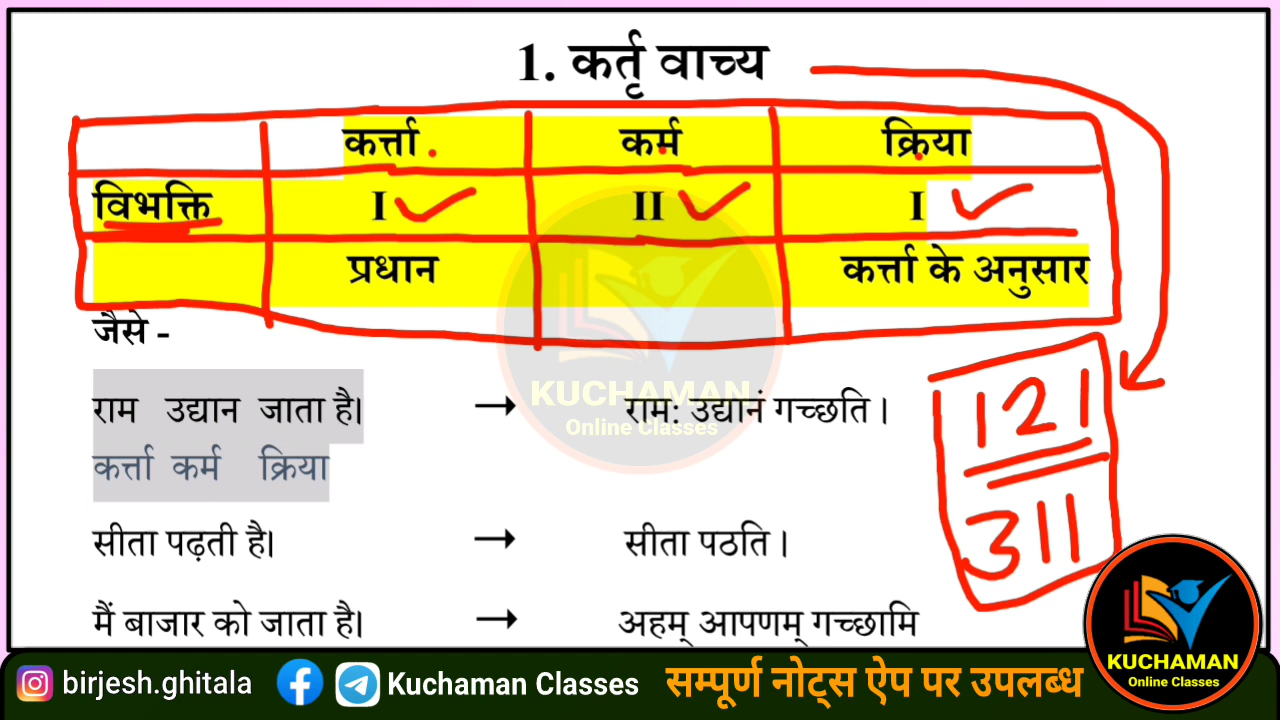 1. कर्तृ वाच्य
कर्त्ता कर्म क्रिया
विभक्ति I II I
प्रधान कर्त्ता के अनुसार
जैसे -
राम उद्यान जाता है। → रामः उद्यानं गच्छति।
कर्त्ता कर्म क्रिया
सीता पढ़ती है। → सीता पठति।
मैं बाजार को जाता है। → अहम् आपणम् गच्छामि
121
311
KUCHAMAN
Online Classes
KUCHAMAN
Online Classes
birjesh.ghitala Kuchaman Classes सम्पूर्ण नोट्स ऐप पर उपलब्ध